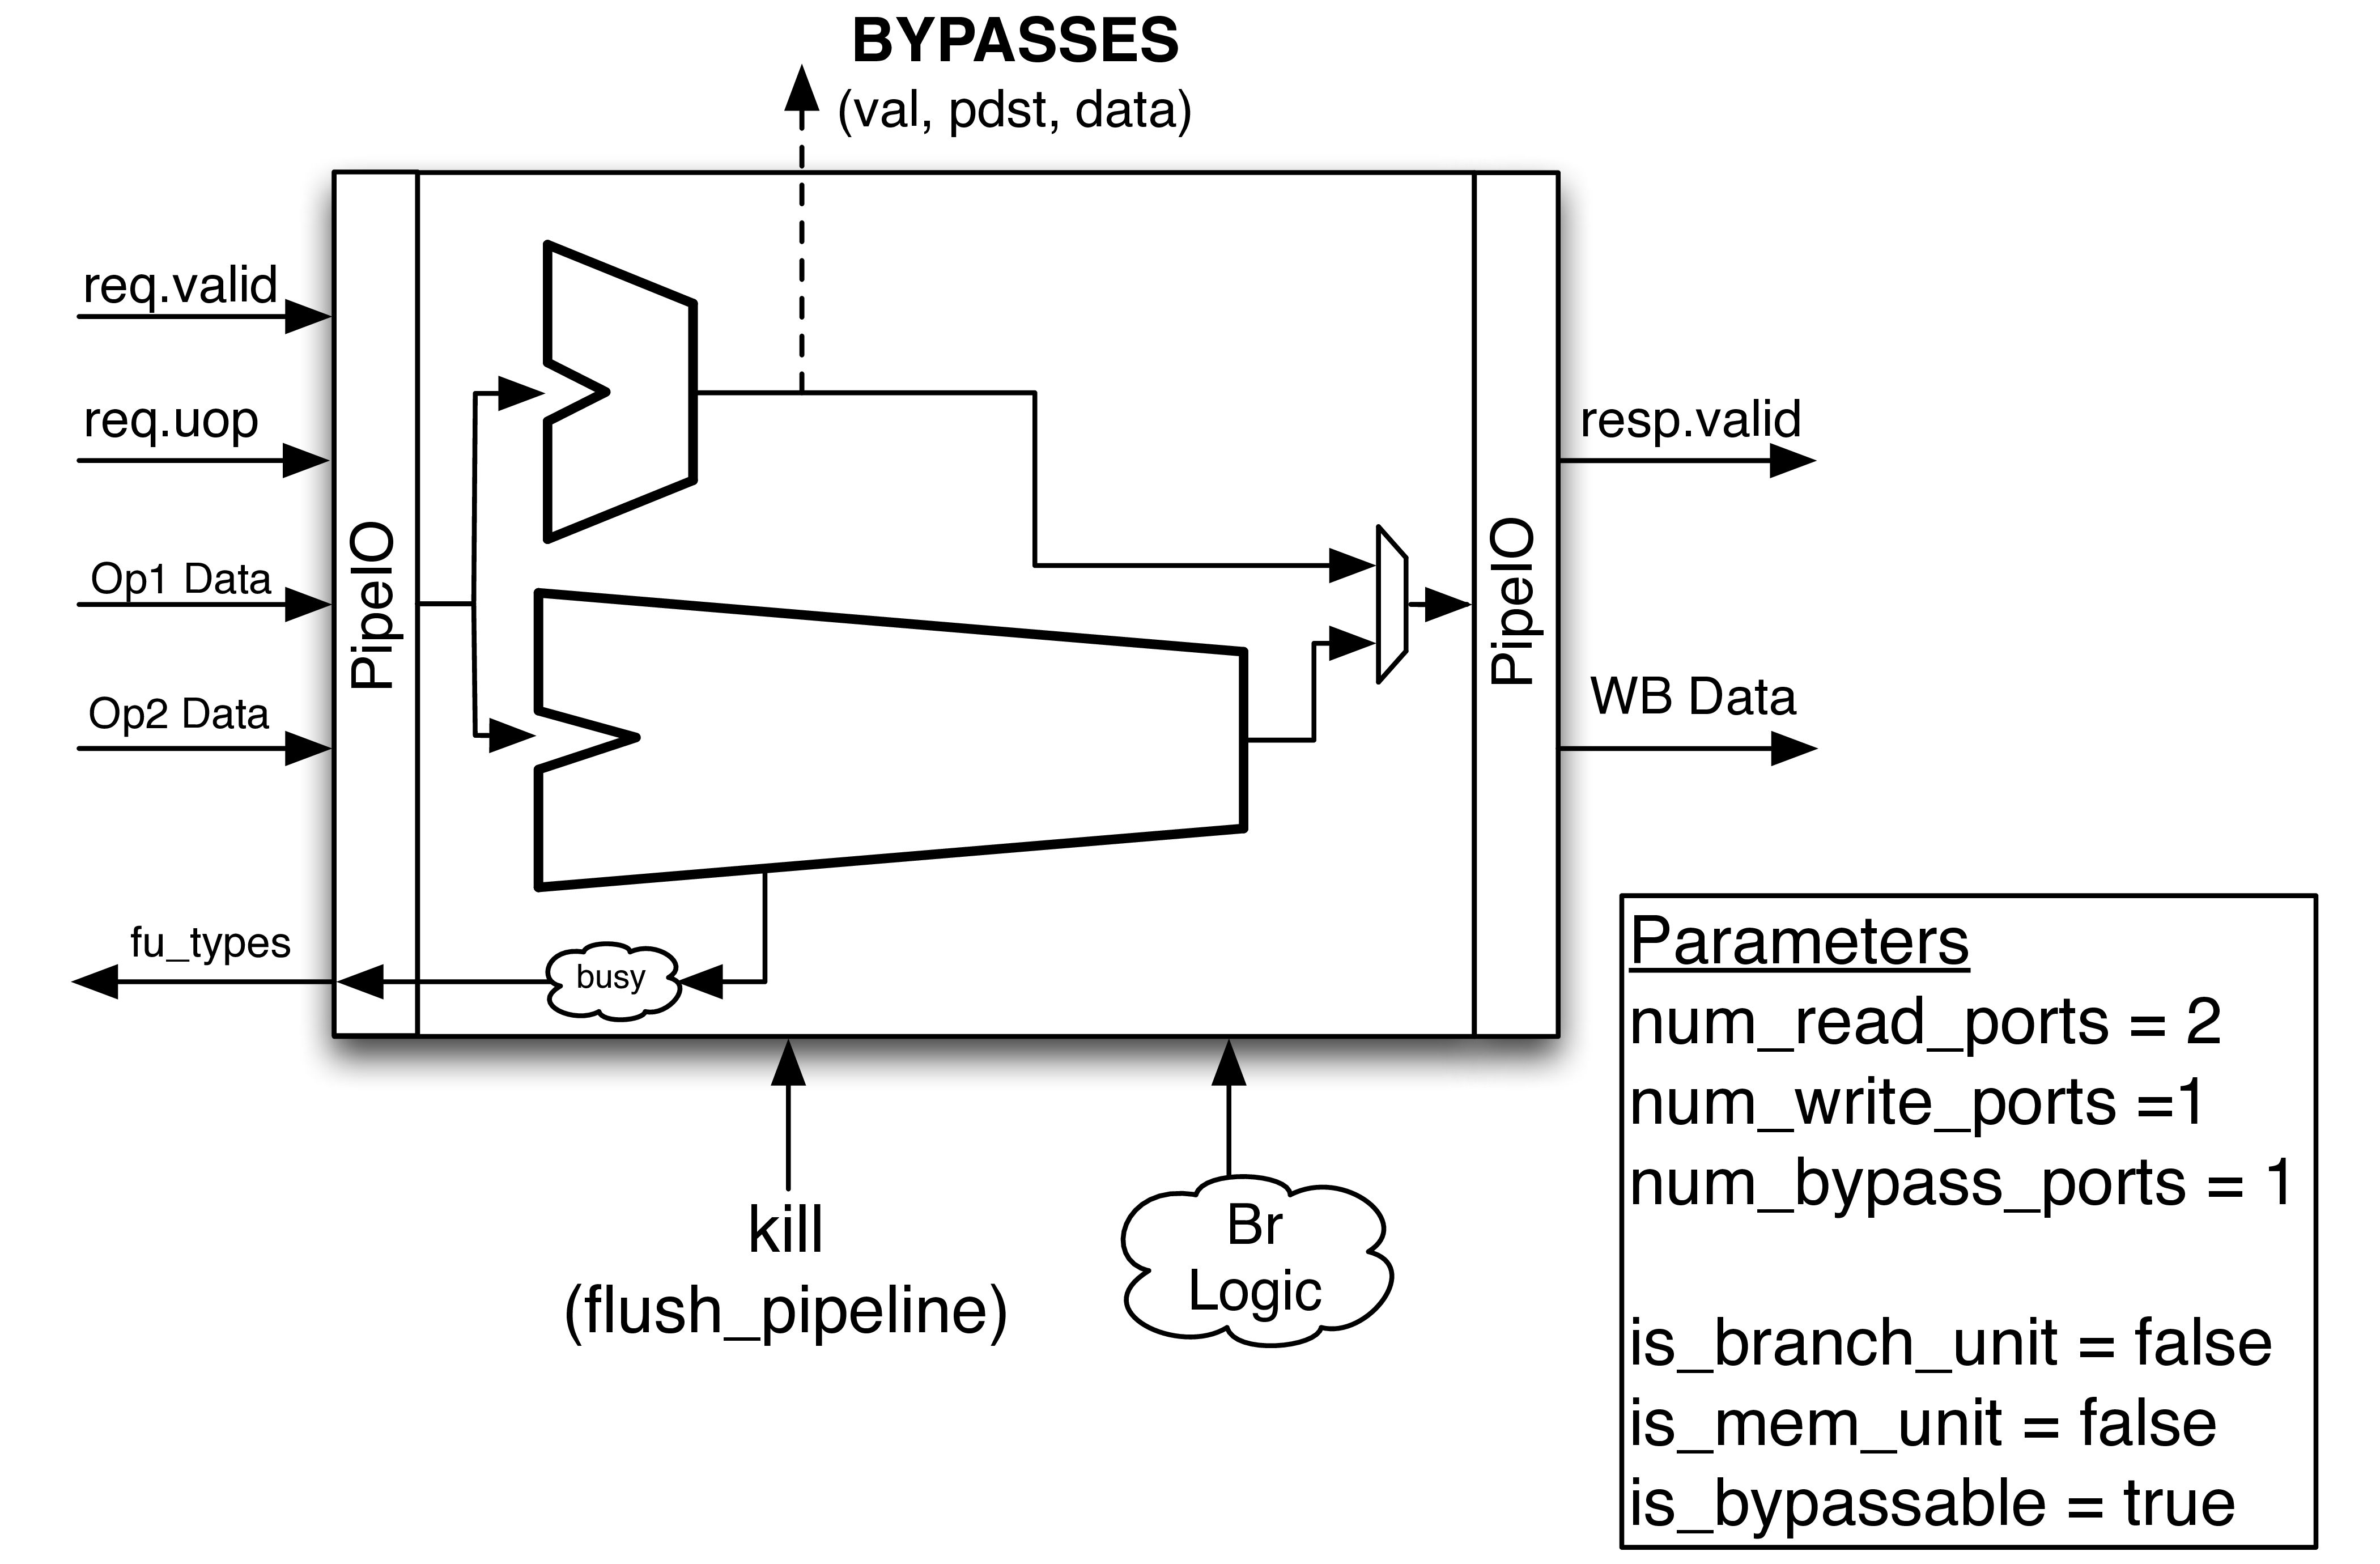 BYPASSES
(val, pdst, data)
req.valid
req.uop
Op1 Data
Op2 Data
fu_types
PipeIO
busy
PipeIO
resp.valid
WB Data
kill
(flush_pipeline)
Br
Logic
Parameters
num_read_ports = 2
num_write_ports =1
num_bypass_ports = 1
is_branch_unit = false
is_mem_unit = false
is_bypassable = true